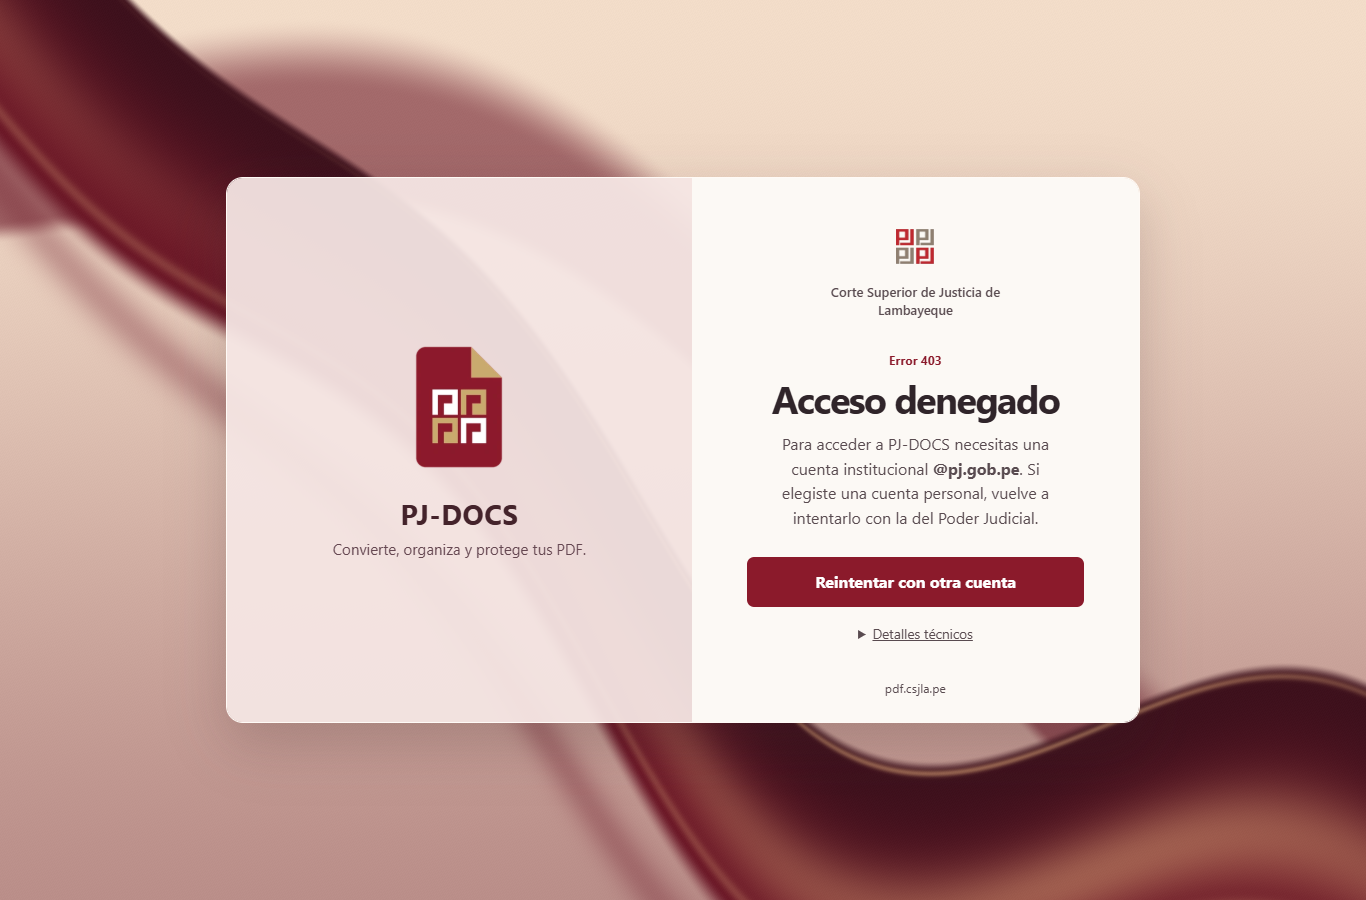 PJ-DOCS
Convierte, organiza y protege tus PDF.
Corte Superior de Justicia de
Lambayeque
Error 403
Acceso denegado
Para acceder a PJ-DOCS necesitas una
cuenta institucional @pj.gob.pe. Si
elegiste una cuenta personal, vuelve a
intentarlo con la del Poder Judicial.
Reintentar con otra cuenta
Detalles técnicos
pdf.csjla.pe